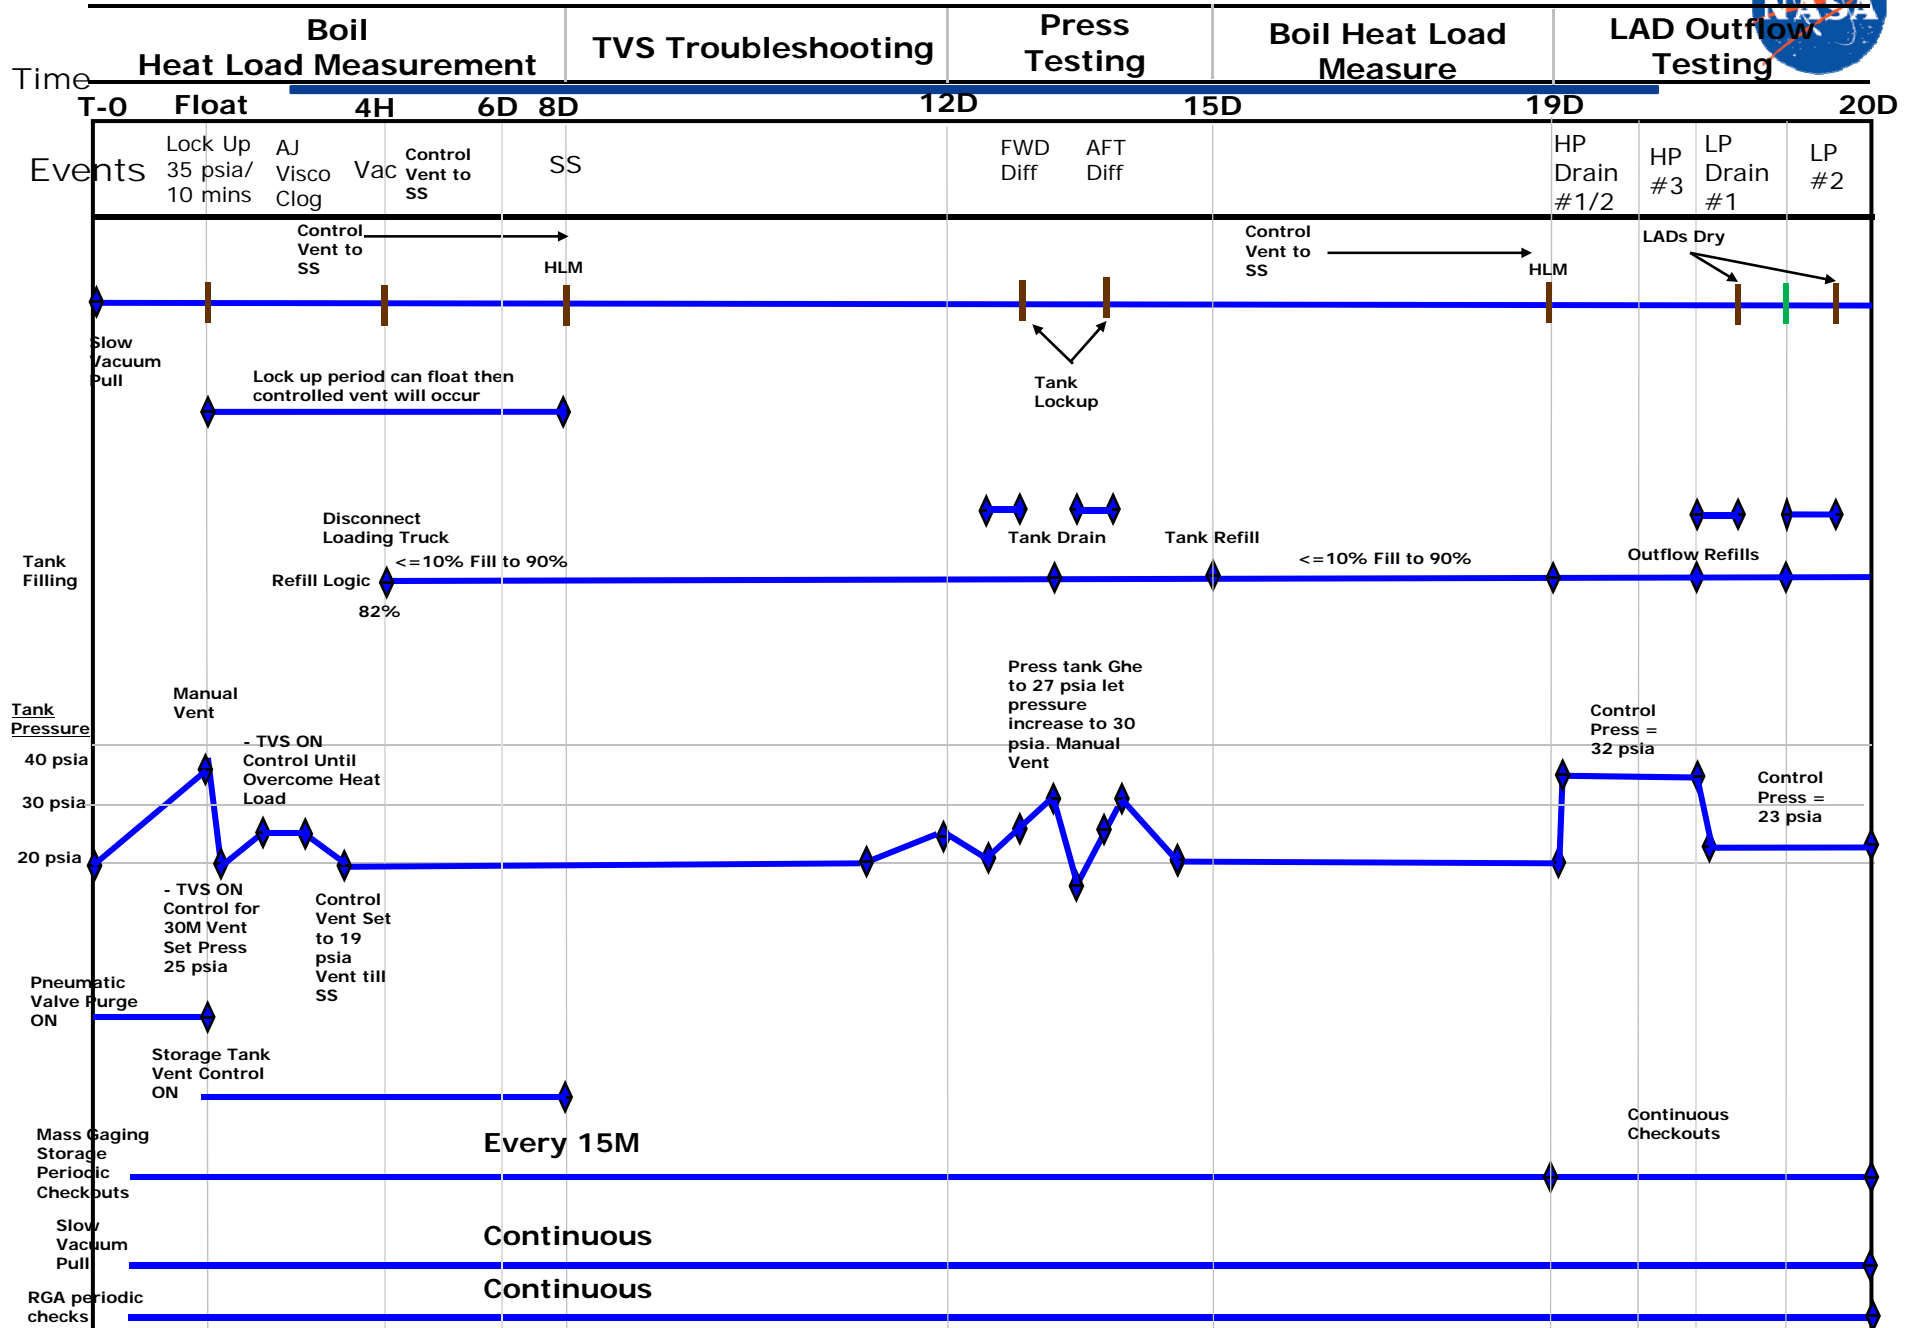 Boil
Heat Load Measurement
TVS Troubleshooting
Press
Testing
Boil Heat Load
Measure
LAD Outflow
Testing
NASA
Time
T-0
Float
4H
6D
8D
12D
15D
19D
20D
Events
Lock Up
35 psia/
10 mins
AJ
Visco
Clog
Vac
Control
Vent to
SS
SS
FWD
Diff
AFT
Diff
HP
Drain
#1/2
HP
#3
LP
Drain
#1
LP
#2
Control
Vent to
SS
HLM
Control
Vent to
SS
HLM
LADs Dry
Slow
Vacuum
Pull
Lock up period can float then
controlled vent will occur
Tank
Lockup
Tank
Filling
Disconnect
Loading Truck
<=10% Fill to 90%
Refill Logic
82%
Tank Drain
Tank Refill
<=10% Fill to 90%
Outflow Refills
Tank
Pressure
40 psia
30 psia
20 psia
Manual
Vent
- TVS ON
Control Until
Overcome Heat
Load
Press tank Ghe
to 27 psia let
pressure
increase to 30
psia. Manual
Vent
Control
Press =
32 psia
Control
Press =
23 psia
- TVS ON
Control for
30M Vent
Set Press
25 psia
Control
Vent Set
to 19
psia
Vent till
SS
Pneumatic
Valve Purge
ON
Storage Tank
Vent Control
ON
Mass Gaging
Storage
Periodic
Checkouts
Every 15M
Continuous
Checkouts
Slow
Vacuum
Pull
Continuous
RGA periodic
checks
Continuous